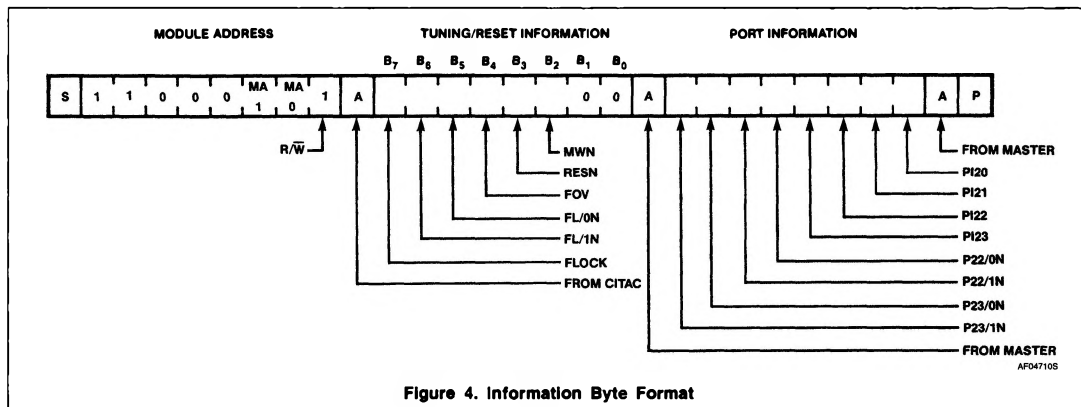 MODULE ADDRESS TUNING/RESET INFORMATION PORT INFORMATION
B7 B6 B5 B4 B3 B2 B1 B0
S 1 1 0 0 0 MA 1 MA 0 1 A 0 0 A A P
R/W̅
MWN
RESN
FOV
FL/0N
FL/1N
FLOCK
FROM CITAC
FROM MASTER
PI20
PI21
PI22
PI23
P22/0N
P22/1N
P23/0N
P23/1N
FROM MASTER
AF04710S
Figure 4. Information Byte Format